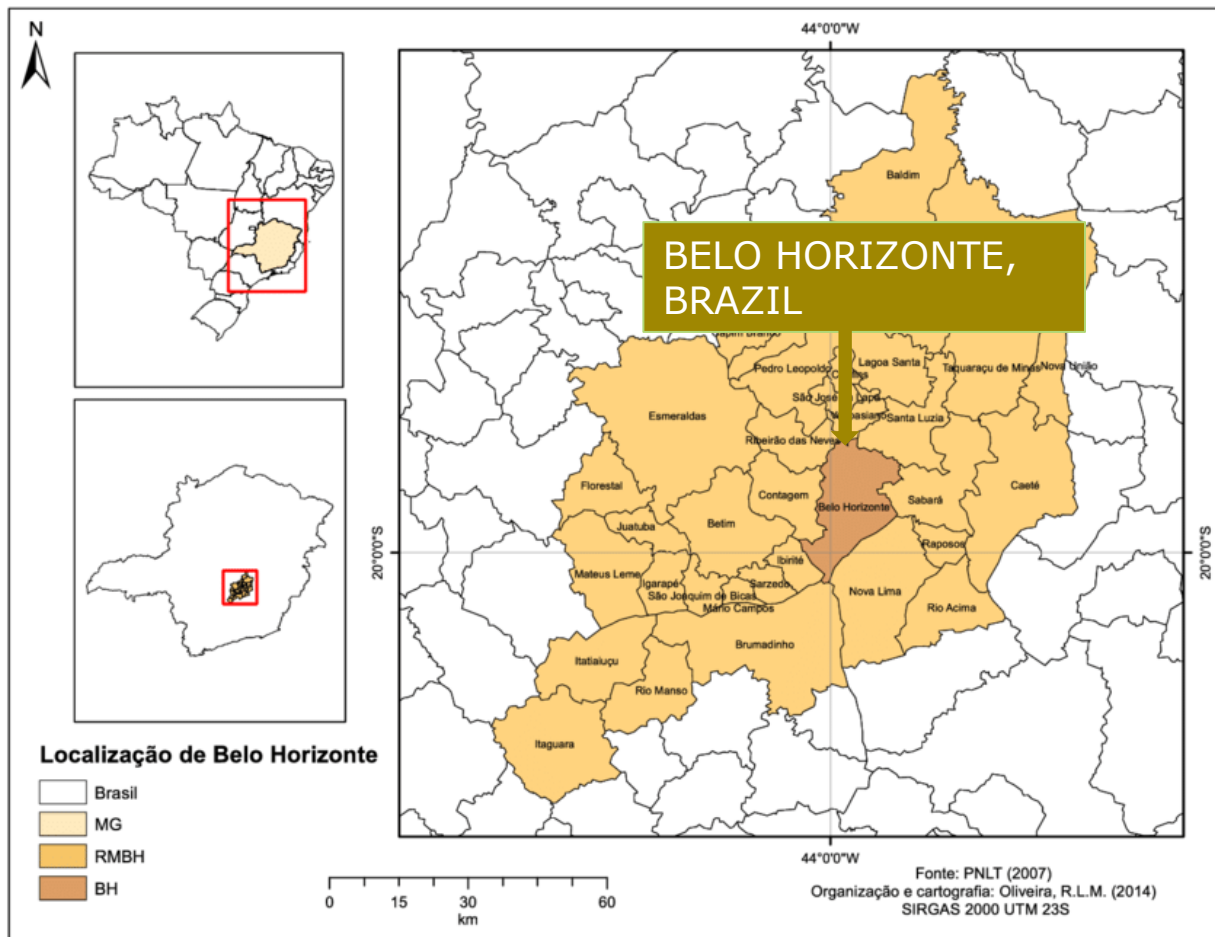 N
44°0'0"W
Baldim
BELO HORIZONTE,
BRAZIL
Lagoa Santa
Pedro Leopoldo
Taquaraçu de Minas
Nova União
Esmeraldas
Santa Luzia
Ribeirão das Neves
Florestal
Contagem
Belo Horizonte
Sabará
Caeté
Juatuba
Betim
20°0'0"S
20°0'0"S
Raposos
Ibirité
Mateus Leme
Igarapé
Sarzedo
Nova Lima
São Joaquim de Bicas
Mário Campos
Rio Acima
Brumadinho
Itatiaiuçu
Rio Manso
Itaguara
44°0'0"W
Localização de Belo Horizonte
Brasil
MG
RMBH
BH
0 15 30 60
km
Fonte: PNLT (2007)
Organização e cartografia: Oliveira, R.L.M. (2014)
SIRGAS 2000 UTM 23S